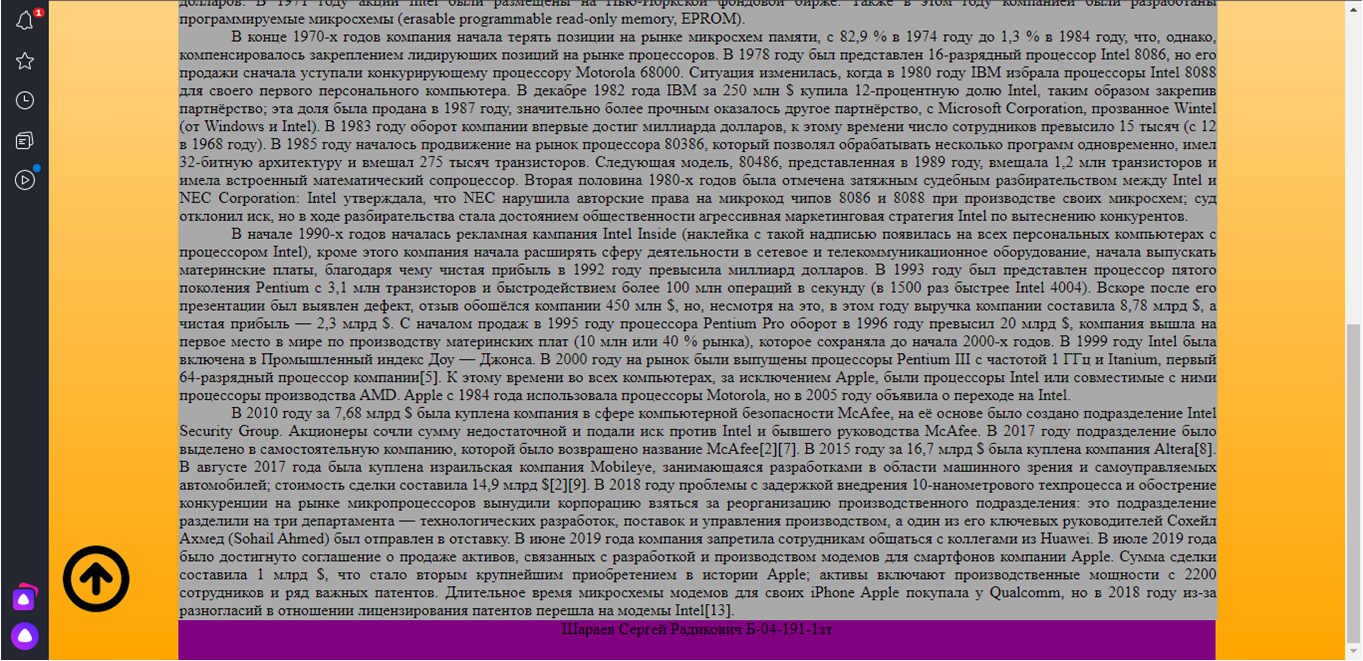 1
долларов. В 1971 году акции Intel были размещены на Нью-Йоркской фондовой бирже. Также в этом году компанией были разработаны
программируемые микросхемы (erasable programmable read-only memory, EPROM).
В конце 1970-х годов компания начала терять позиции на рынке микросхем памяти, с 82,9 % в 1974 году до 1,3 % в 1984 году, что, однако,
компенсировалось закреплением лидирующих позиций на рынке процессоров. В 1978 году был представлен 16-разрядный процессор Intel 8086, но его
продажи сначала уступали конкурирующему процессору Motorola 68000. Ситуация изменилась, когда в 1980 году IBM избрала процессоры Intel 8088
для своего первого персонального компьютера. В декабре 1982 года IBM за 250 млн $ купила 12-процентную долю Intel, таким образом закрепив
партнёрство; эта доля была продана в 1987 году, значительно более прочным оказалось другое партнёрство, с Microsoft Corporation, прозванное Wintel
(от Windows и Intel). В 1983 году оборот компании впервые достиг миллиарда долларов, к этому времени число сотрудников превысило 15 тысяч (с 12
в 1968 году). В 1985 году началось продвижение на рынок процессора 80386, который позволял обрабатывать несколько программ одновременно, имел
32-битную архитектуру и вмещал 275 тысяч транзисторов. Следующая модель, 80486, представленная в 1989 году, вмещала 1,2 млн транзисторов и
имела встроенный математический сопроцессор. Вторая половина 1980-х годов была отмечена затяжным судебным разбирательством между Intel и
NEC Corporation: Intel утверждала, что NEC нарушила авторские права на микрокод чипов 8086 и 8088 при производстве своих микросхем; суд
отклонил иск, но в ходе разбирательства стала достоянием общественности агрессивная маркетинговая стратегия Intel по вытеснению конкурентов.
В начале 1990-х годов началась рекламная кампания Intel Inside (наклейка с такой надписью появилась на всех персональных компьютерах с
процессором Intel), кроме этого компания начала расширять сферу деятельности в сетевое и телекоммуникационное оборудование, начала выпускать
материнские платы, благодаря чему чистая прибыль в 1992 году превысила миллиард долларов. В 1993 году был представлен процессор пятого
поколения Pentium с 3,1 млн транзисторов и быстродействием более 100 млн операций в секунду (в 1500 раз быстрее Intel 4004). Вскоре после его
презентации был выявлен дефект, отзыв обошёлся компании 450 млн $, но, несмотря на это, в этом году выручка компании составила 8,78 млрд $, а
чистая прибыль — 2,3 млрд $. С началом продаж в 1995 году процессора Pentium Pro оборот в 1996 году превысил 20 млрд $, компания вышла на
первое место в мире по производству материнских плат (10 млн или 40 % рынка), которое сохраняла до начала 2000-х годов. В 1999 году Intel была
включена в Промышленный индекс Доу — Джонса. В 2000 году на рынок были выпущены процессоры Pentium III с частотой 1 ГГц и Itanium, первый
64-разрядный процессор компании[5]. К этому времени во всех компьютерах, за исключением Apple, были процессоры Intel или совместимые с ними
процессоры производства AMD. Apple с 1984 года использовала процессоры Motorola, но в 2005 году объявила о переходе на Intel.
В 2010 году за 7,68 млрд $ была куплена компания в сфере компьютерной безопасности McAfee, на её основе было создано подразделение Intel
Security Group. Акционеры сочли сумму недостаточной и подали иск против Intel и бывшего руководства McAfee. В 2017 году подразделение было
выделено в самостоятельную компанию, которой было возвращено название McAfee[2][7]. В 2015 году за 16,7 млрд $ была куплена компания Altera[8].
В августе 2017 года была куплена израильская компания Mobileye, занимающаяся разработками в области машинного зрения и самоуправляемых
автомобилей; стоимость сделки составила 14,9 млрд $[2][9]. В 2018 году проблемы с задержкой внедрения 10-нанометрового техпроцесса и обострение
конкуренции на рынке микропроцессоров вынудили корпорацию взяться за реорганизацию производственного подразделения: это подразделение
разделили на три департамента — технологических разработок, поставок и управления производством, а один из его ключевых руководителей Сохейл
Ахмед (Sohail Ahmed) был отправлен в отставку. В июне 2019 года компания запретила сотрудникам общаться с коллегами из Huawei. В июле 2019 года
было достигнуто соглашение о продаже активов, связанных с разработкой и производством модемов для смартфонов компании Apple. Сумма сделки
составила 1 млрд $, что стало вторым крупнейшим приобретением в истории Apple; активы включают производственные мощности с 2200
сотрудников и ряд важных патентов. Длительное время микросхемы модемов для своих iPhone Apple покупала у Qualcomm, но в 2018 году из-за
разногласий в отношении лицензирования патентов перешла на модемы Intel[13].
Шараев Сергей Радикович Б-04-191-1зт